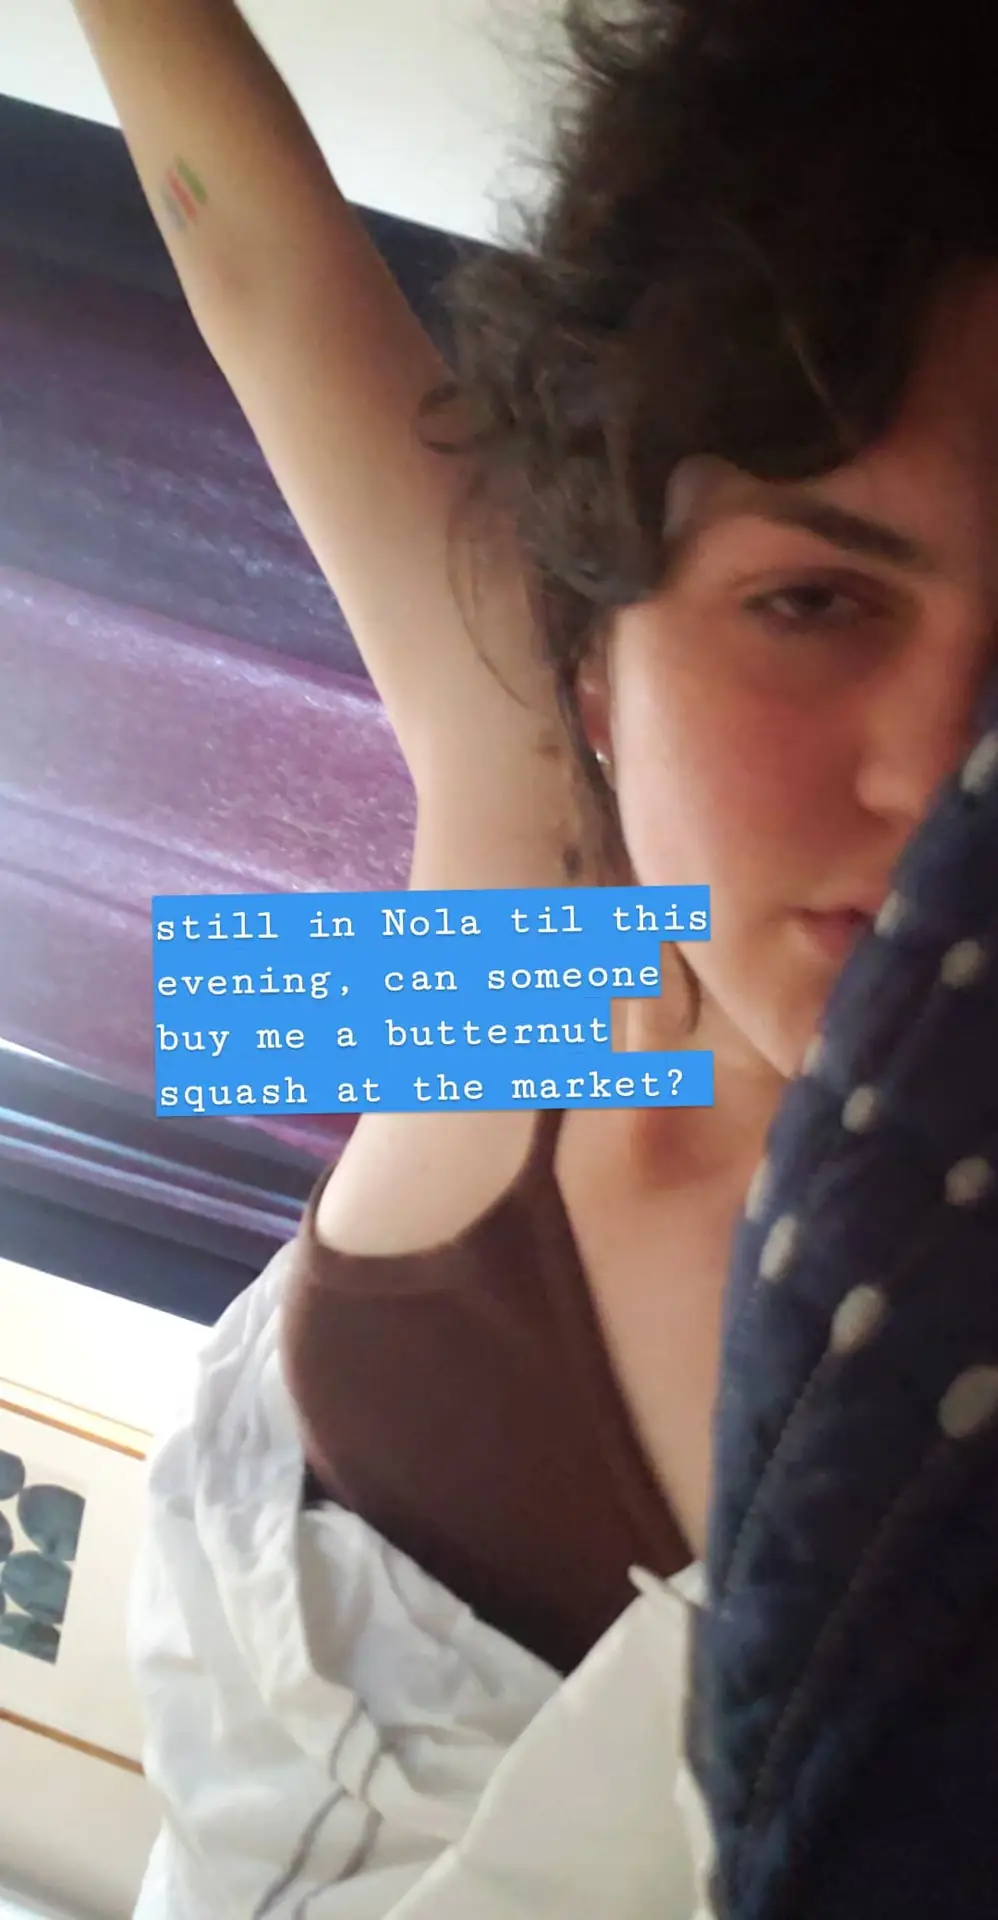 still in Nola til this
evening, can someone
buy me a butternut
squash at the market?